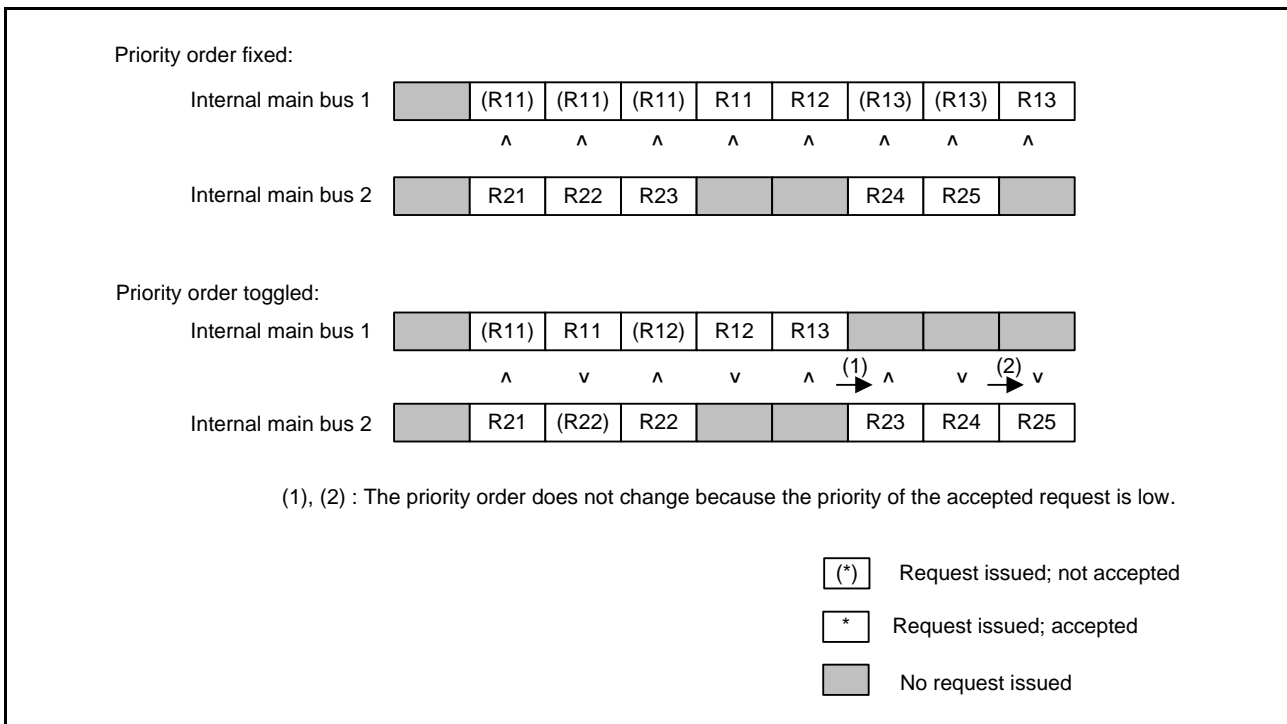 Priority order fixed:
Internal main bus 1 (R11) (R11) (R11) R11 R12 (R13) (R13) R13
ʌ ʌ ʌ ʌ ʌ ʌ ʌ ʌ
Internal main bus 2 R21 R22 R23 R24 R25
Priority order toggled:
Internal main bus 1 (R11) R11 (R12) R12 R13
ʌ v ʌ v ʌ (1) ʌ v (2) v
Internal main bus 2 R21 (R22) R22 R23 R24 R25
(1), (2) : The priority order does not change because the priority of the accepted request is low.
(*) Request issued; not accepted
* Request issued; accepted
No request issued